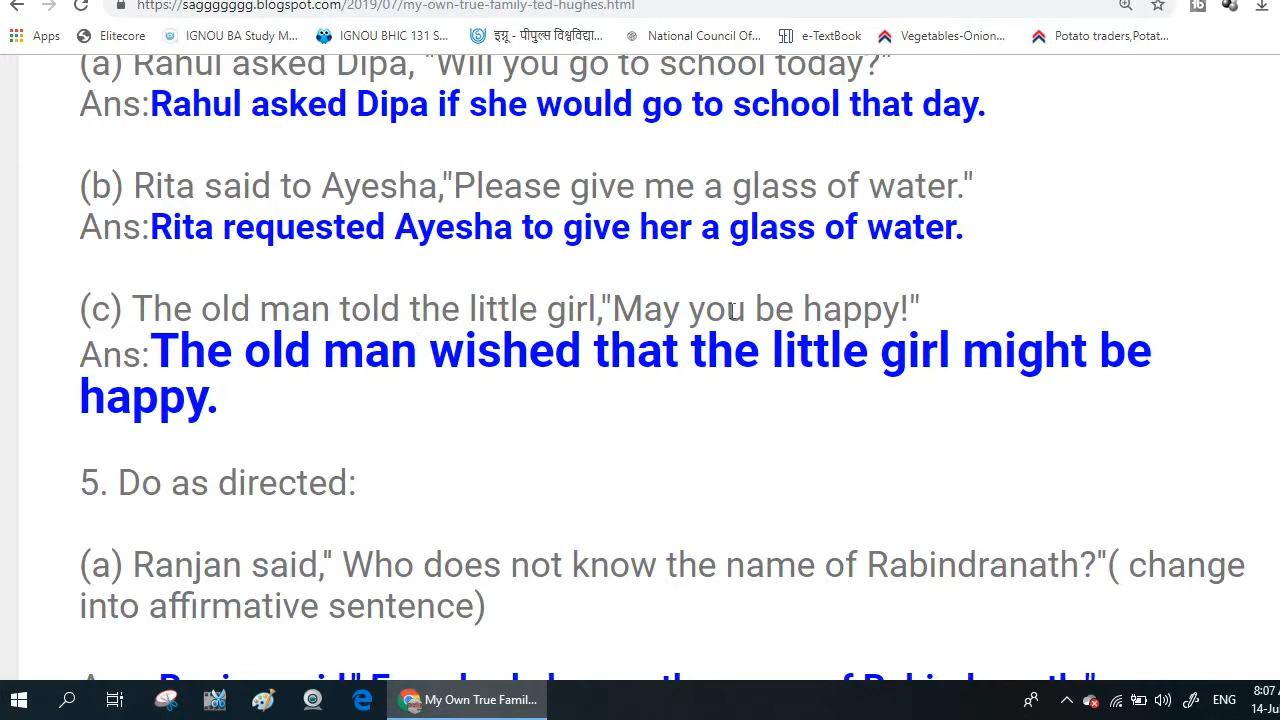 https://saggggggg.blogspot.com/2019/07/my-own-true-family-ted-hughes.html
Apps Elitecore IGNOU BA Study M... IGNOU BHIC 131 S... इग्नू - पीपुल्स विश्ववि‍द्या... National Council Of... e-TextBook Vegetables-Onion... Potato traders,Potat...
(a) Rahul asked Dipa, "Will you go to school today?"
Ans:Rahul asked Dipa if she would go to school that day.
(b) Rita said to Ayesha,"Please give me a glass of water."
Ans:Rita requested Ayesha to give her a glass of water.
(c) The old man told the little girl,"May you be happy!"
Ans:The old man wished that the little girl might be
happy.
5. Do as directed:
(a) Ranjan said," Who does not know the name of Rabindranath?"( change
into affirmative sentence)
My Own True Famil... ENG 8:07
14-Ju